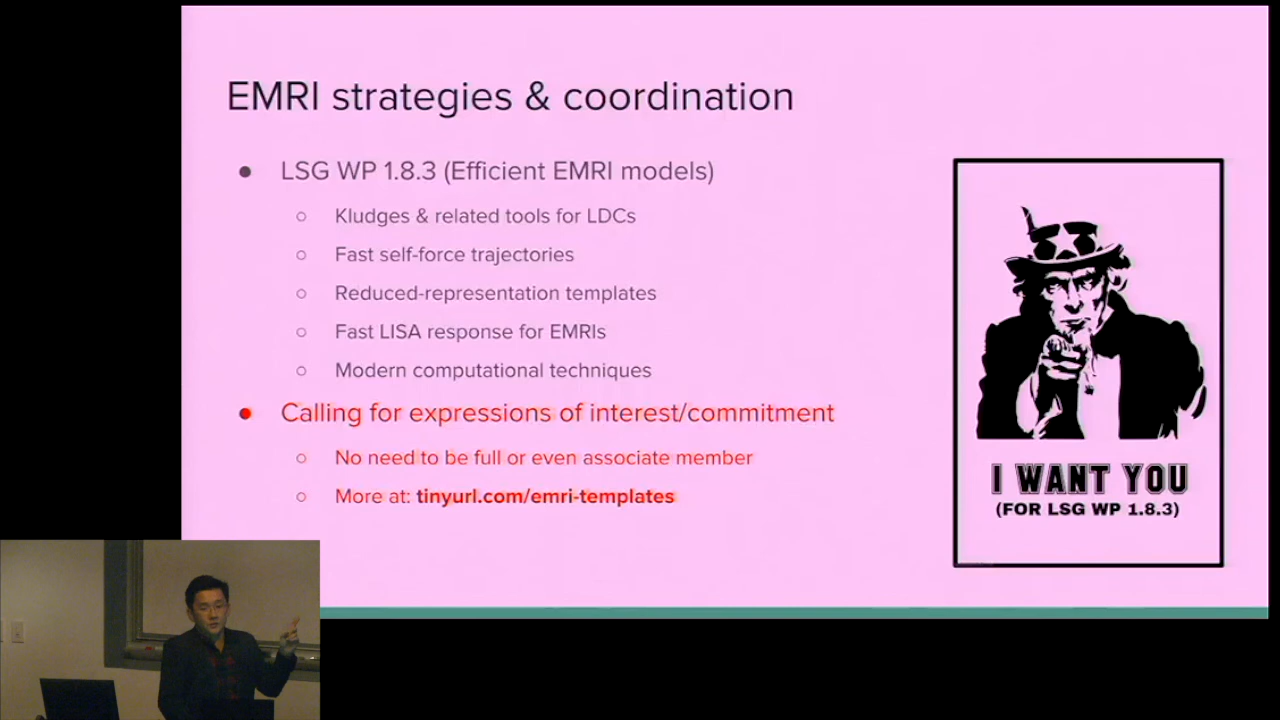 EMRI strategies & coordination
● LSG WP 1.8.3 (Efficient EMRI models)
○ Kludges & related tools for LDCs
○ Fast self-force trajectories
○ Reduced-representation templates
○ Fast LISA response for EMRIs
○ Modern computational techniques
● Calling for expressions of interest/commitment
○ No need to be full or even associate member
○ More at: tinyurl.com/emri-templates
I WANT YOU
(FOR LSG WP 1.8.3)